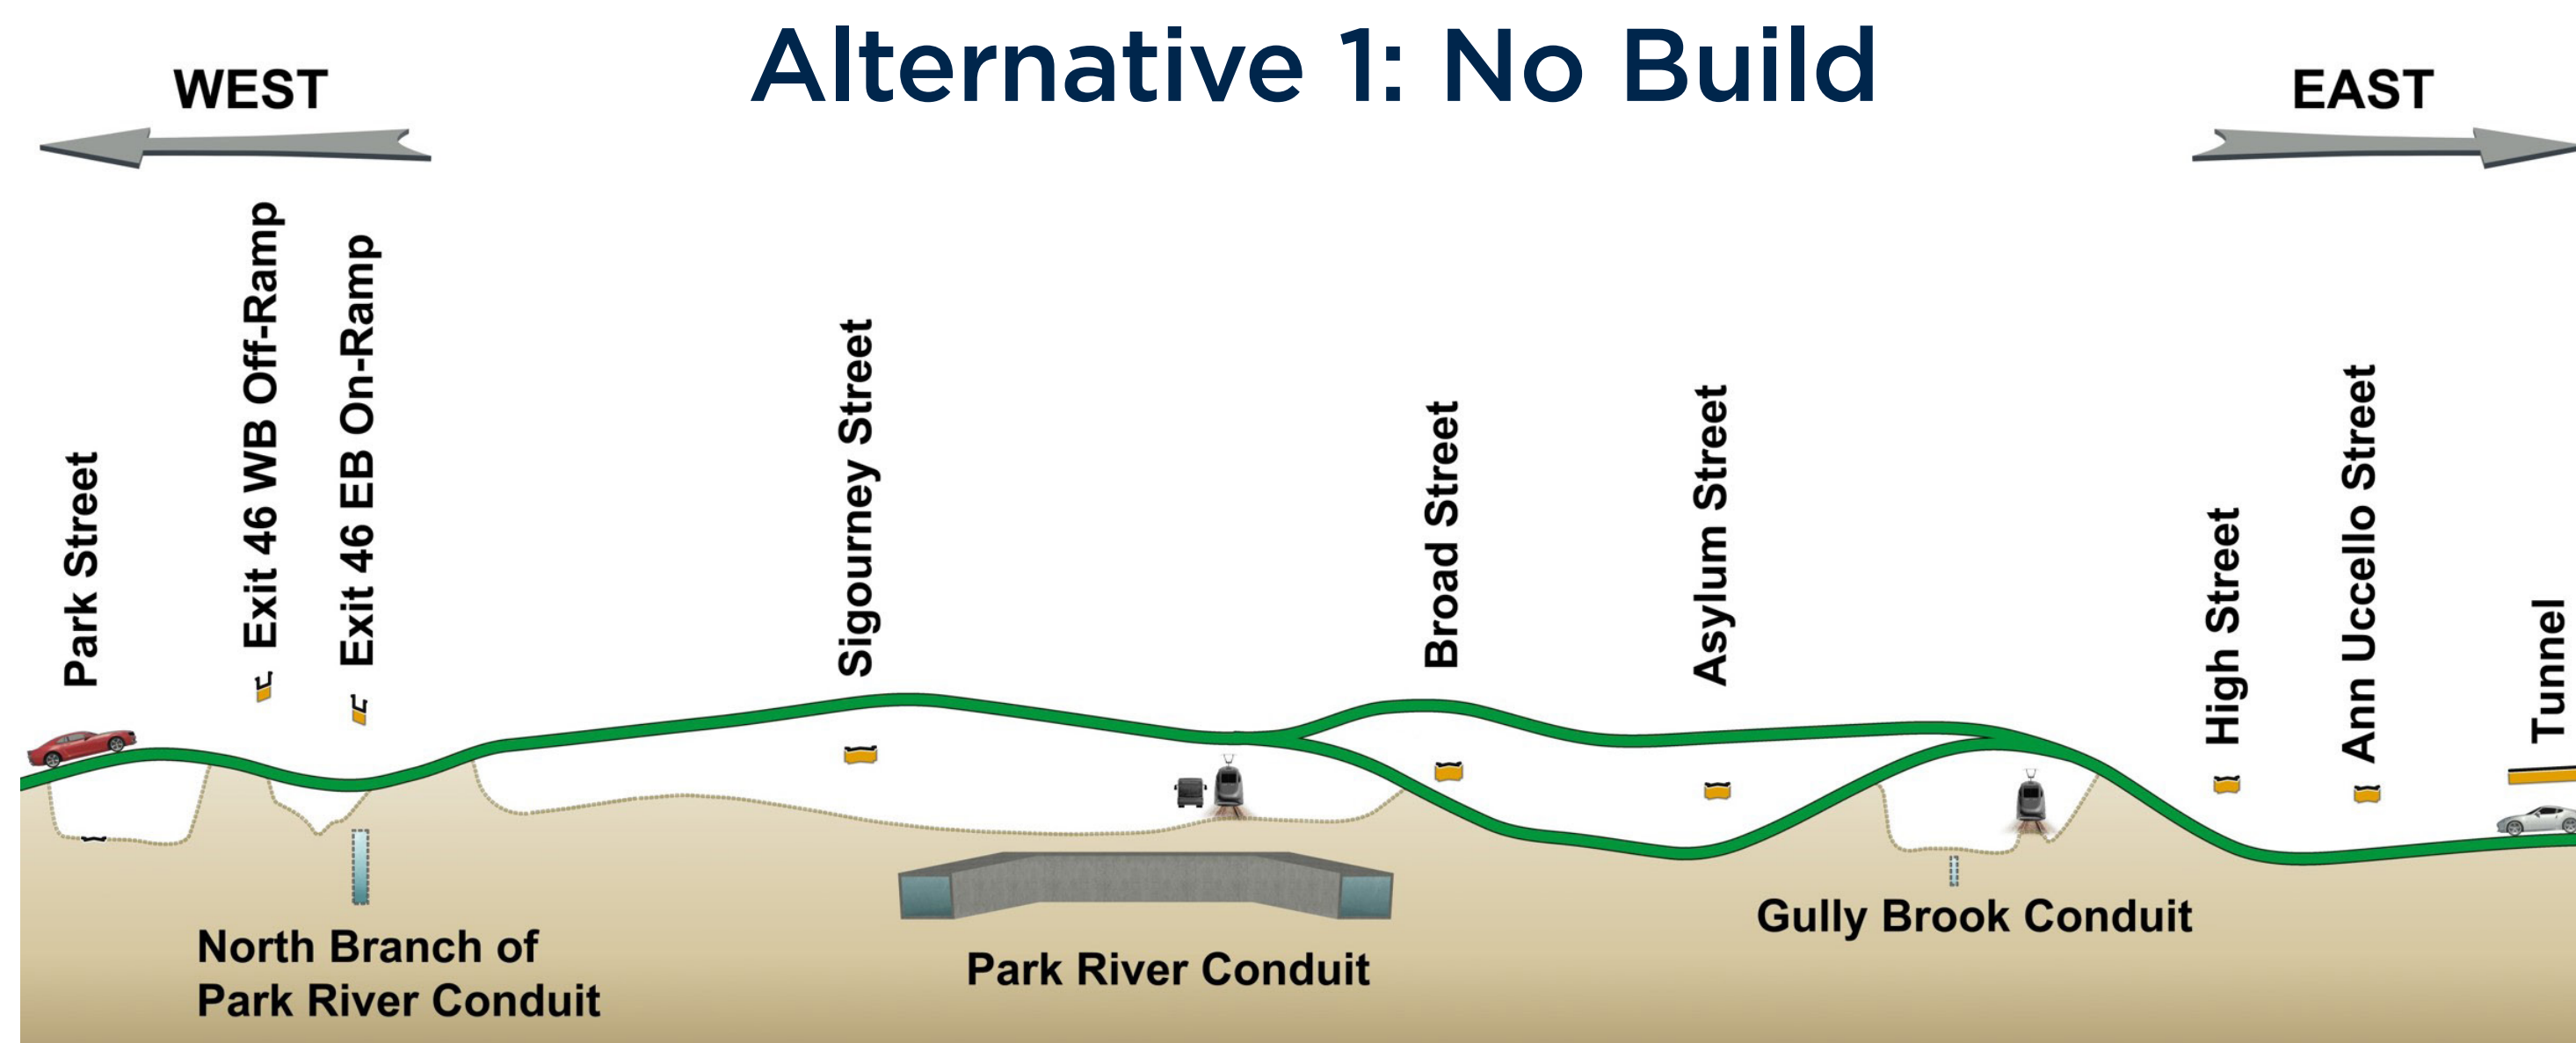 Alternative 1: No Build
WEST
EAST
Park Street
Exit 46 WB Off-Ramp
Exit 46 EB On-Ramp
Sigourney Street
Broad Street
Asylum Street
High Street
Ann Uccello Street
Tunnel
North Branch of
Park River Conduit
Park River Conduit
Gully Brook Conduit